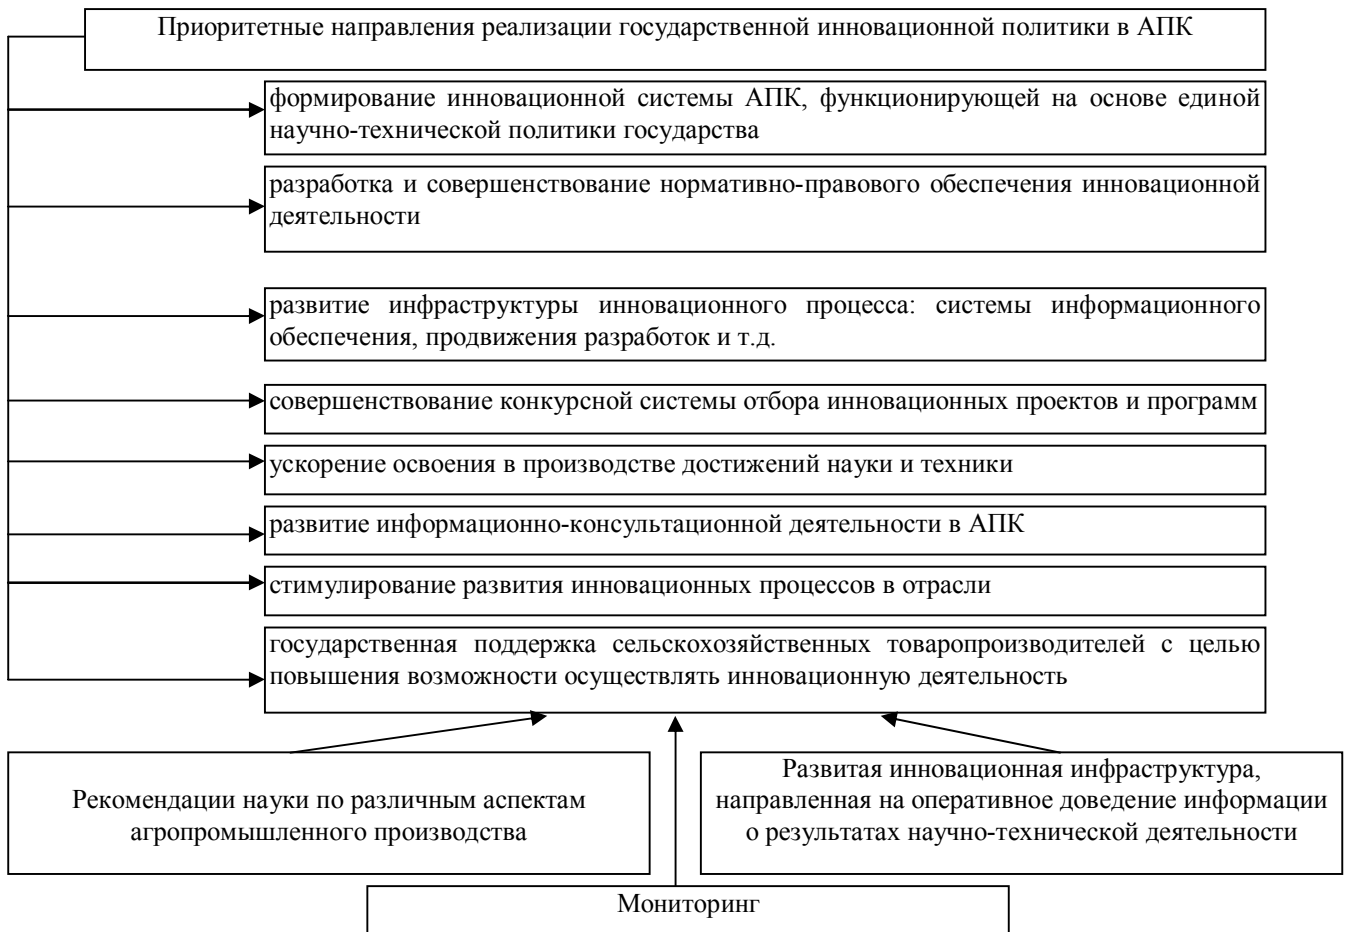 Приоритетные направления реализации государственной инновационной политики в АПК
формирование инновационной системы АПК, функционирующей на основе единой
научно-технической политики государства
разработка и совершенствование нормативно-правового обеспечения инновационной
деятельности
развитие инфраструктуры инновационного процесса: системы информационного
обеспечения, продвижения разработок и т.д.
совершенствование конкурсной системы отбора инновационных проектов и программ
ускорение освоения в производстве достижений науки и техники
развитие информационно-консультационной деятельности в АПК
стимулирование развития инновационных процессов в отрасли
государственная поддержка сельскохозяйственных товаропроизводителей с целью
повышения возможности осуществлять инновационную деятельность
Рекомендации науки по различным аспектам
агропромышленного производства
Развитая инновационная инфраструктура,
направленная на оперативное доведение информации
о результатах научно-технической деятельности
Мониторинг